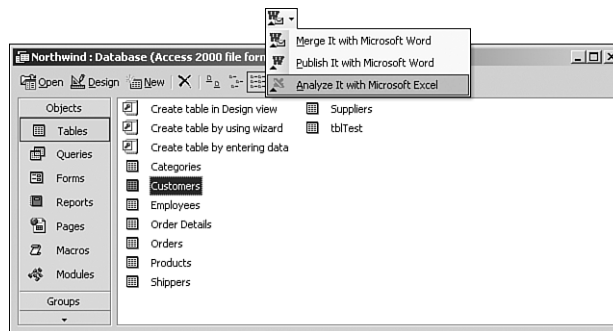 Merge It with Microsoft Word
Publish It with Microsoft Word
Analyze It with Microsoft Excel
Northwind : Database (Access 2000 file form
Open Design New
Objects
Tables
Queries
Forms
Reports
Pages
Macros
Modules
Groups
Create table in Design view
Create table by using wizard
Create table by entering data
Categories
Customers
Employees
Order Details
Orders
Products
Shippers
Suppliers
tblTest